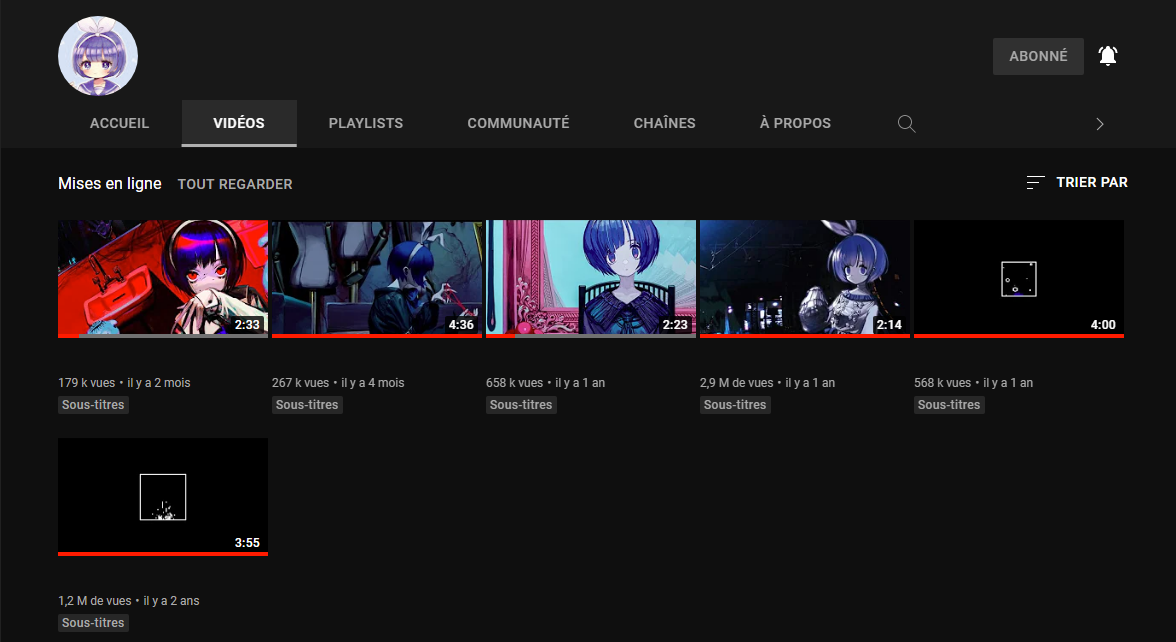 ABONNÉ
ACCUEIL VIDÉOS PLAYLISTS COMMUNAUTÉ CHAÎNES À PROPOS
Mises en ligne TOUT REGARDER TRIER PAR
2:33 4:36 2:23 2:14 4:00
179 k vues • il y a 2 mois 267 k vues • il y a 4 mois 658 k vues • il y a 1 an 2,9 M de vues • il y a 1 an 568 k vues • il y a 1 an
Sous-titres Sous-titres Sous-titres Sous-titres Sous-titres
3:55
1,2 M de vues • il y a 2 ans
Sous-titres